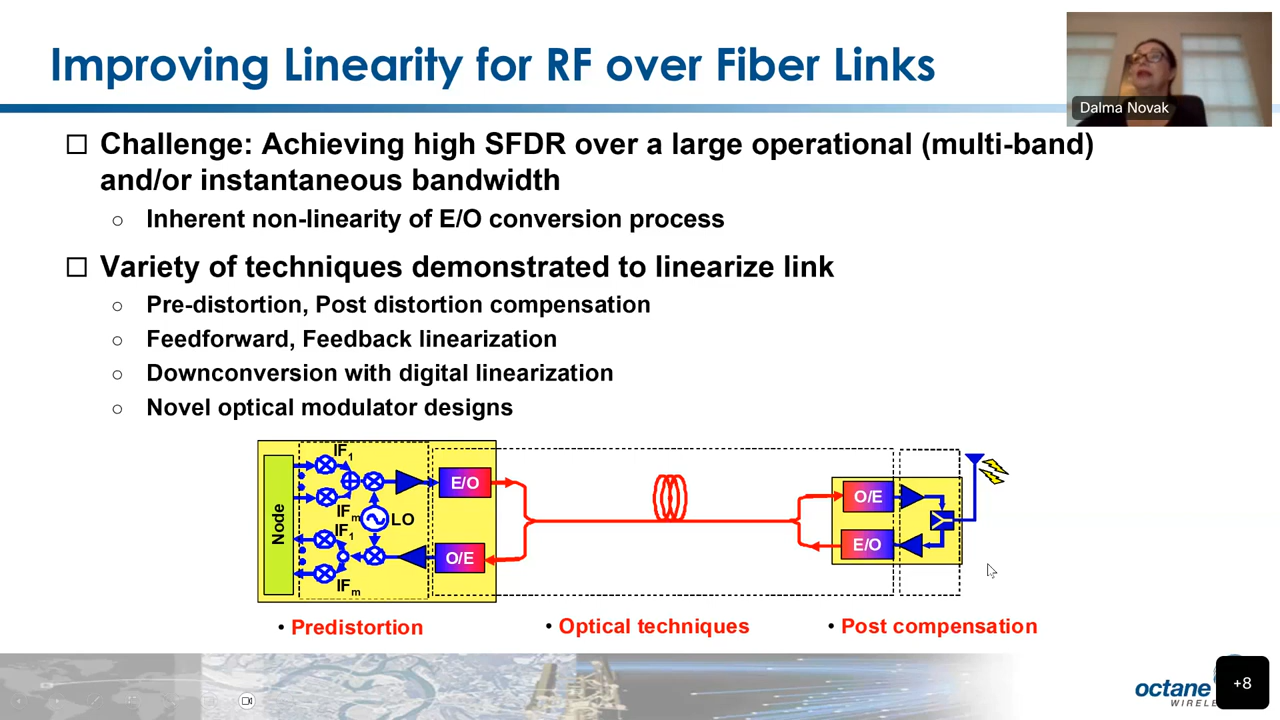 Improving Linearity for RF over Fiber Links
Dalma Novak
Challenge: Achieving high SFDR over a large operational (multi-band)
and/or instantaneous bandwidth
Inherent non-linearity of E/O conversion process
Variety of techniques demonstrated to linearize link
Pre-distortion, Post distortion compensation
Feedforward, Feedback linearization
Downconversion with digital linearization
Novel optical modulator designs
Node
IF1
IFm
LO
IF1
IFm
E/O
O/E
O/E
E/O
• Predistortion
• Optical techniques
• Post compensation
octane
+8